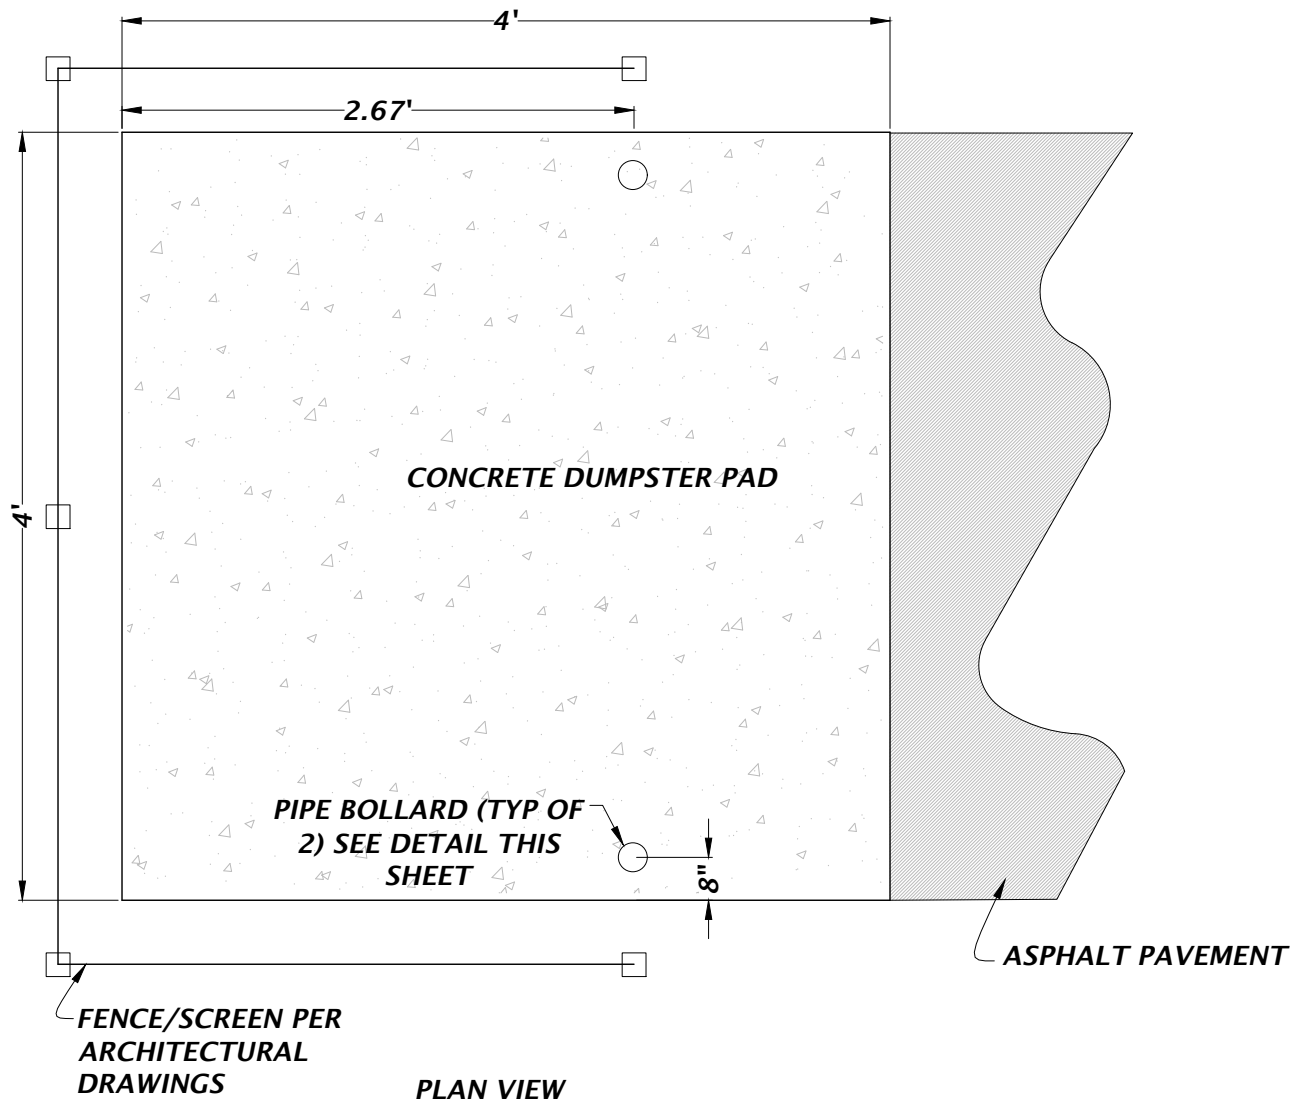 4'
2.67'
4'
CONCRETE DUMPSTER PAD
PIPE BOLLARD (TYP OF
2) SEE DETAIL THIS
SHEET
8"
ASPHALT PAVEMENT
FENCE/SCREEN PER
ARCHITECTURAL
DRAWINGS
PLAN VIEW